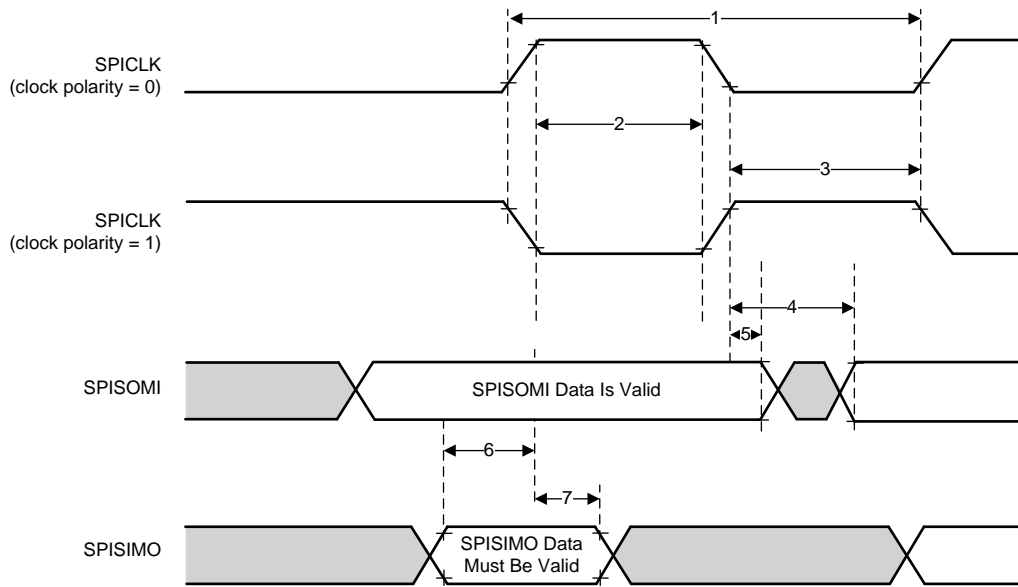 1
SPICLK
(clock polarity = 0)
2
3
SPICLK
(clock polarity = 1)
4
5
SPISOMI
SPISOMI Data Is Valid
6
7
SPISIMO
SPISIMO Data
Must Be Valid